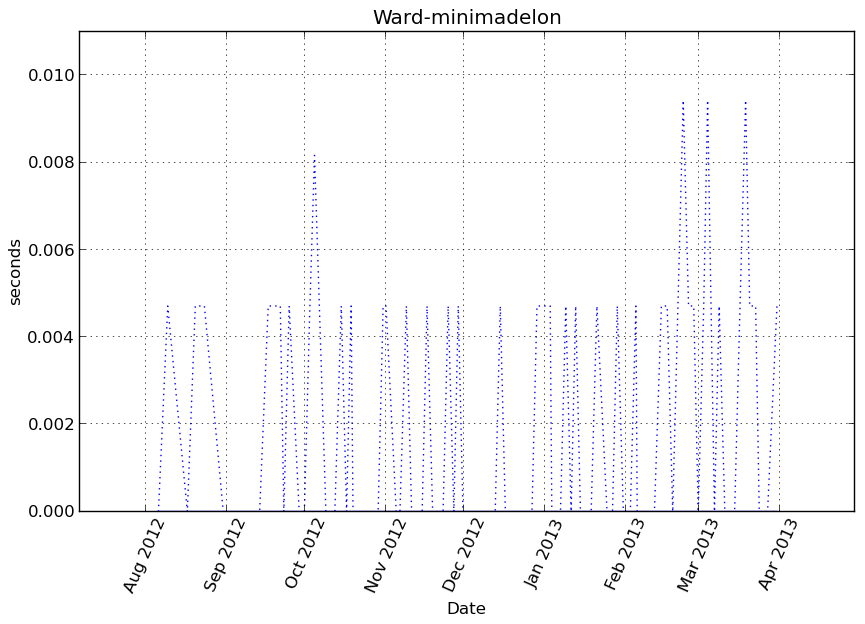 Ward-minimadelon
0.010
0.008
0.006
0.004
0.002
0.000
seconds
Aug 2012
Sep 2012
Oct 2012
Nov 2012
Dec 2012
Jan 2013
Feb 2013
Mar 2013
Apr 2013
Date